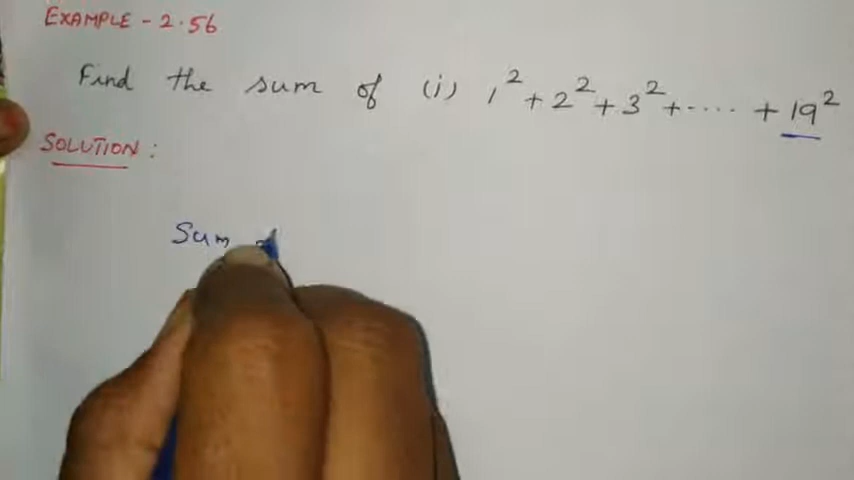 EXAMPLE - 2.56
Find the sum of (i) 1² + 2² + 3² + .... + 19²
SOLUTION :
Sum